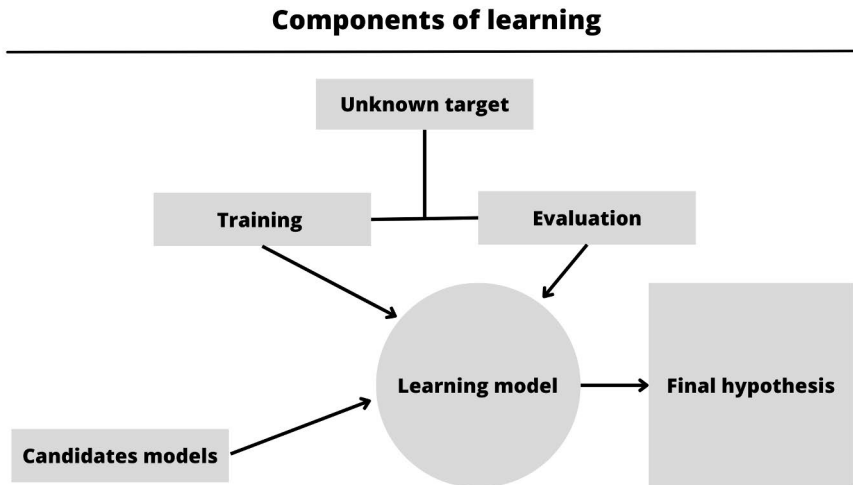 Components of learning
Unknown target
Training
Evaluation
Learning model
Final hypothesis
Candidates models